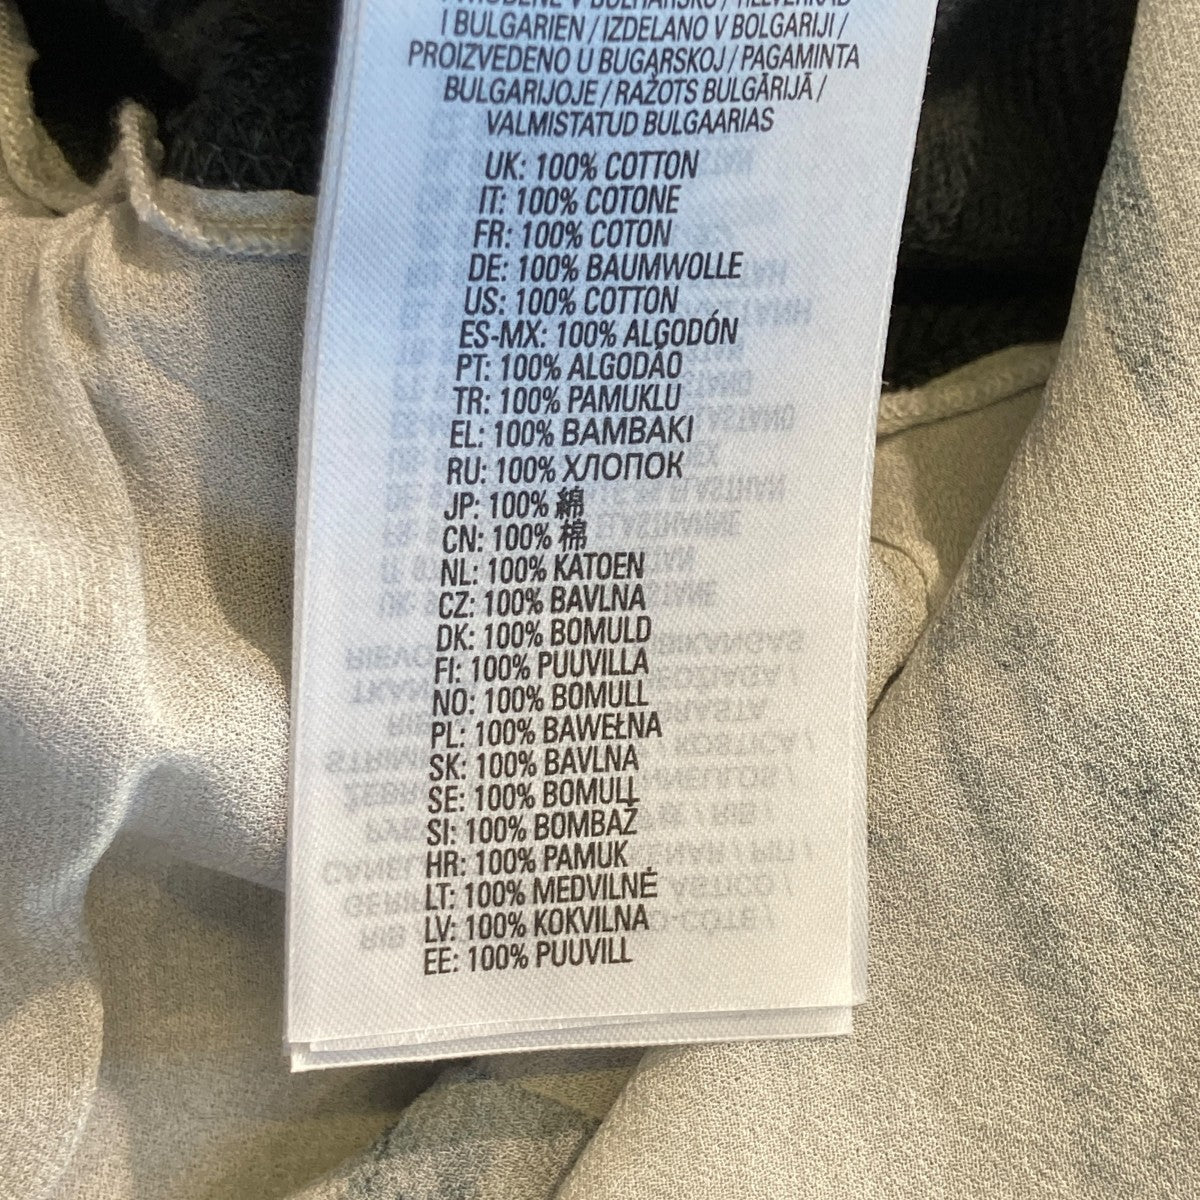 I BULGARIEN / IZDELANO V BOLGARIJI /
PROIZVEDENO U BUGARSKOJ / PAGAMINTA
BULGARIJOJE / RAŽOTS BULGĀRIJĀ /
VALMISTATUD BULGAARIAS
UK: 100% COTTON
IT: 100% COTONE
FR: 100% COTON
DE: 100% BAUMWOLLE
US: 100% COTTON
ES-MX: 100% ALGODÓN
PT: 100% ALGODÃO
TR: 100% PAMUKLU
EL: 100% BAMBAKI
RU: 100% ХЛОПОК
JP: 100% 綿
CN: 100% 棉
NL: 100% KATOEN
CZ: 100% BAVLNA
DK: 100% BOMULD
FI: 100% PUUVILLA
NO: 100% BOMULL
PL: 100% BAWEŁNA
SK: 100% BAVLNA
SE: 100% BOMULL
SI: 100% BOMBAŽ
HR: 100% PAMUK
LT: 100% MEDVILNĖ
LV: 100% KOKVILNA
EE: 100% PUUVILL